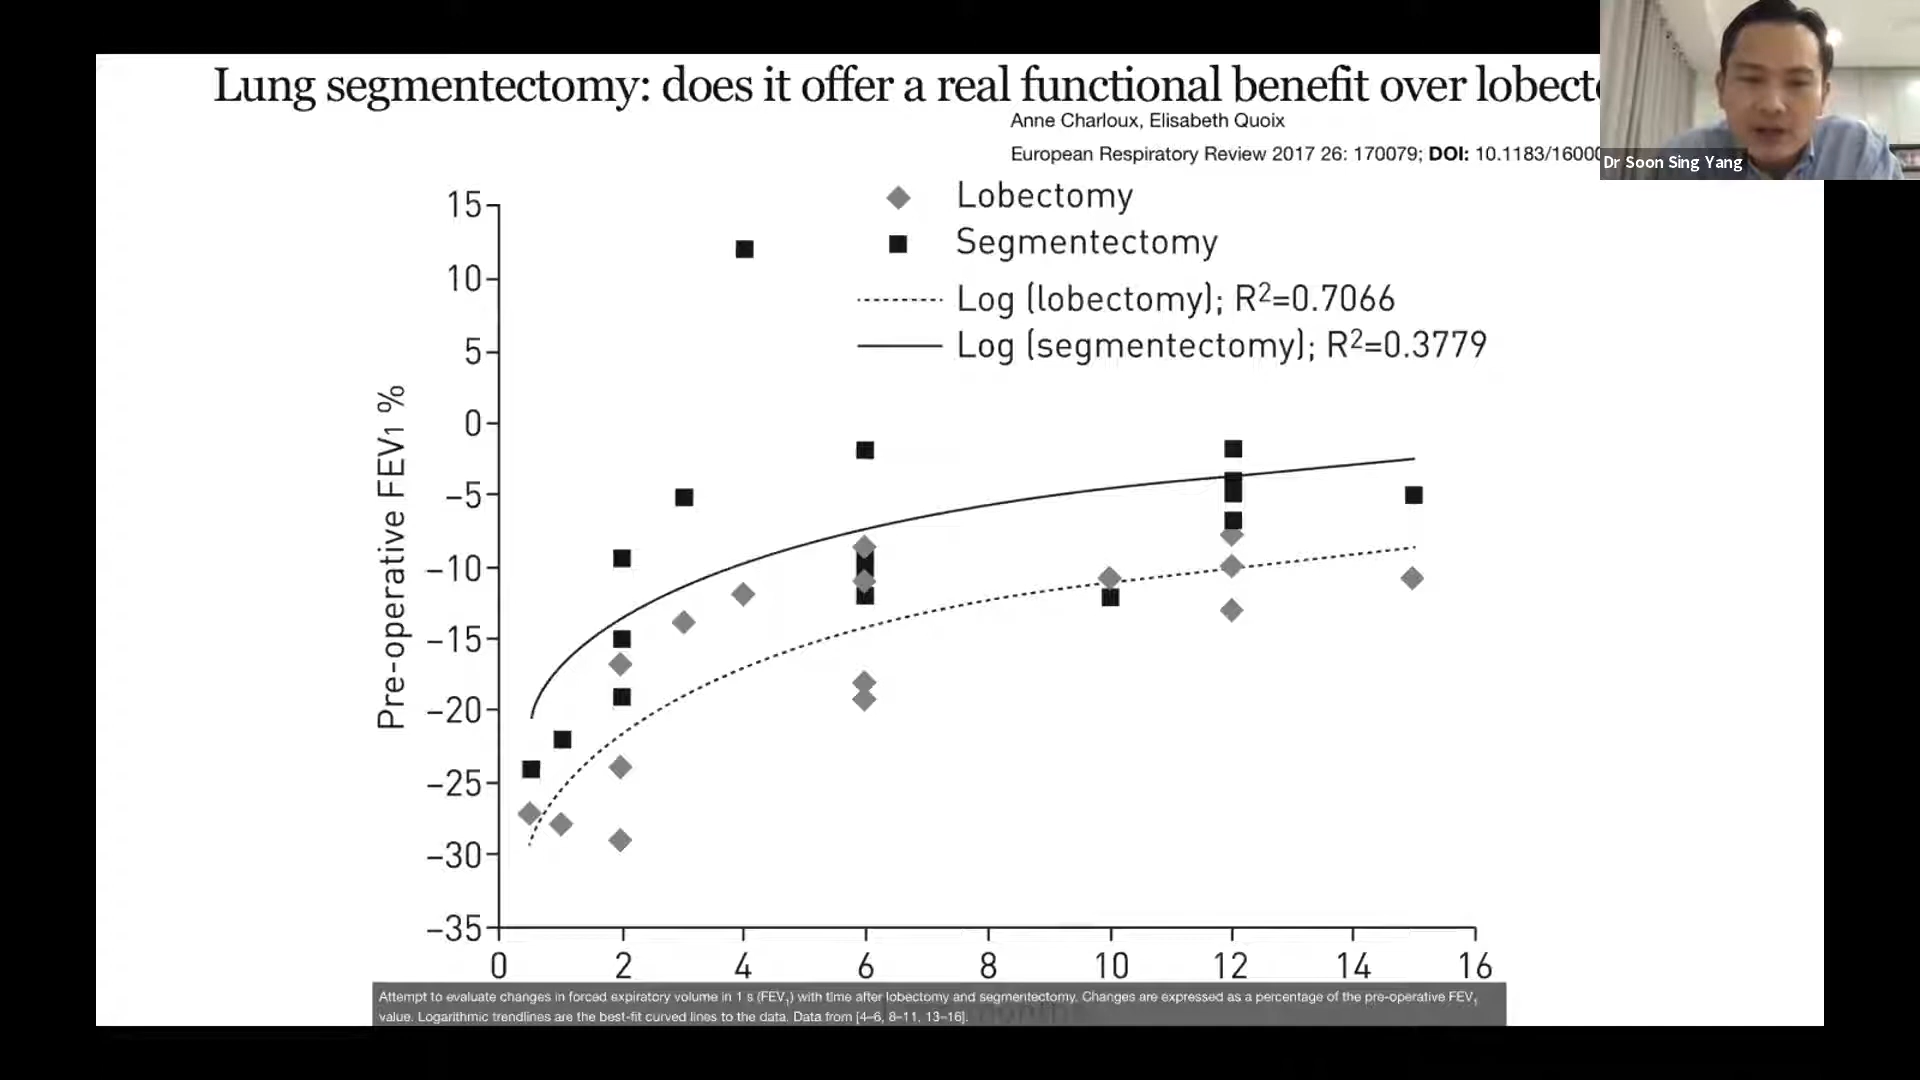 Lung segmentectomy: does it offer a real functional benefit over
Anne Charloux, Elisabeth Quoix
European Respiratory Review 2017 26: 170079; DOI:
Dr Soon Sing Yang
Lobectomy
Segmentectomy
Log (lobectomy); R²=0.7066
Log (segmentectomy); R²=0.3779
Pre-operative FEV1 %
15
10
5
0
−5
−10
−15
−20
−25
−30
−35
0 2 4 6 8 10 12 14 16
Attempt to evaluate changes in forced expiratory volume in 1 s (FEV1) with time after lobectomy and segmentectomy. Changes are expressed as a percentage of the pre-operative FEV1
value. Logarithmic trendlines are the best-fit curved lines to the data. Data from [4–6, 8–11, 13–16].